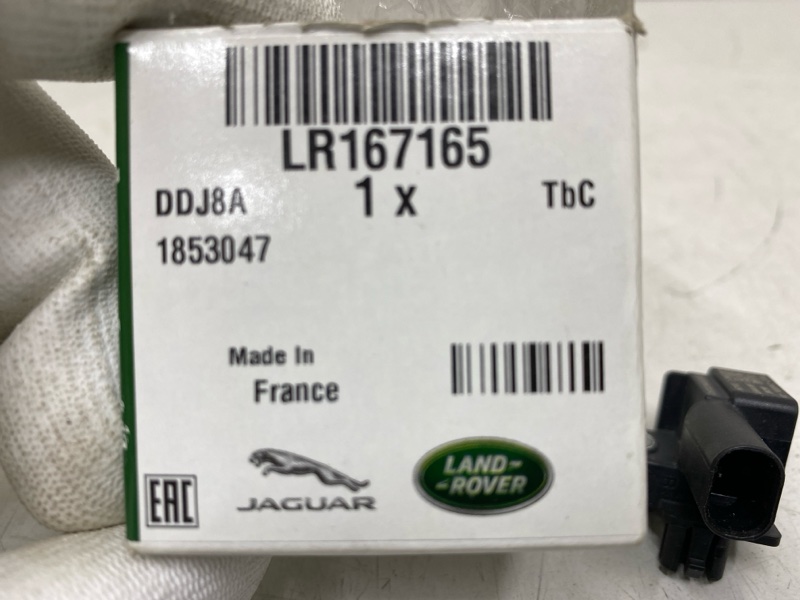 LR167165
DDJ8A 1 x TbC
1853047
Made In
France
JAGUAR
LAND-
-ROVER
EAC